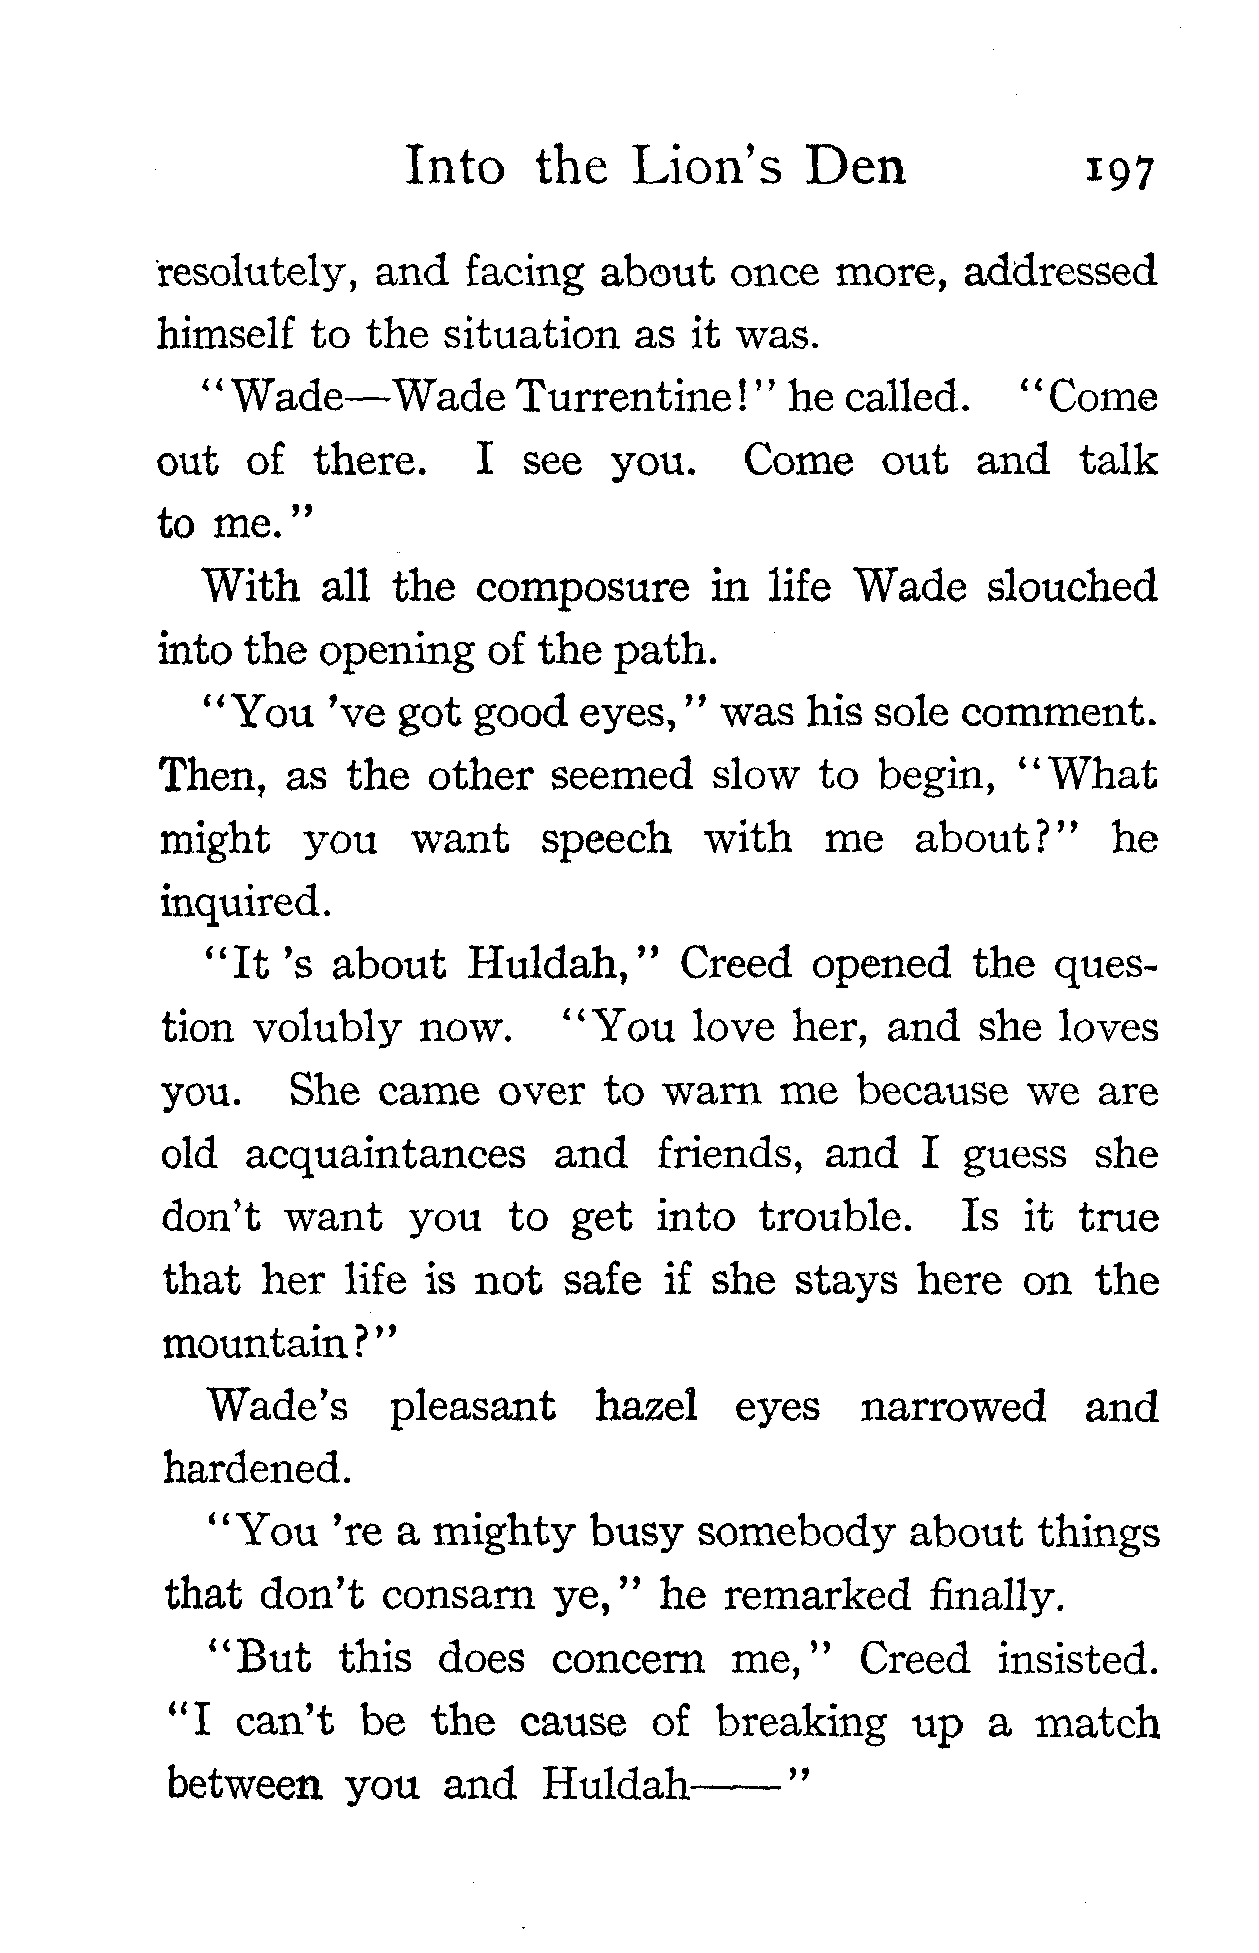 Into the Lion's Den 197
resolutely, and facing about once more, addressed
himself to the situation as it was.
"Wade—Wade Turrentine!" he called. "Come
out of there. I see you. Come out and talk
to me."
With all the composure in life Wade slouched
into the opening of the path.
"You 've got good eyes," was his sole comment.
Then, as the other seemed slow to begin, "What
might you want speech with me about?" he
inquired.
"It 's about Huldah," Creed opened the ques-
tion volubly now. "You love her, and she loves
you. She came over to warn me because we are
old acquaintances and friends, and I guess she
don't want you to get into trouble. Is it true
that her life is not safe if she stays here on the
mountain?"
Wade's pleasant hazel eyes narrowed and
hardened.
"You 're a mighty busy somebody about things
that don't consarn ye," he remarked finally.
"But this does concern me," Creed insisted.
"I can't be the cause of breaking up a match
between you and Huldah——"